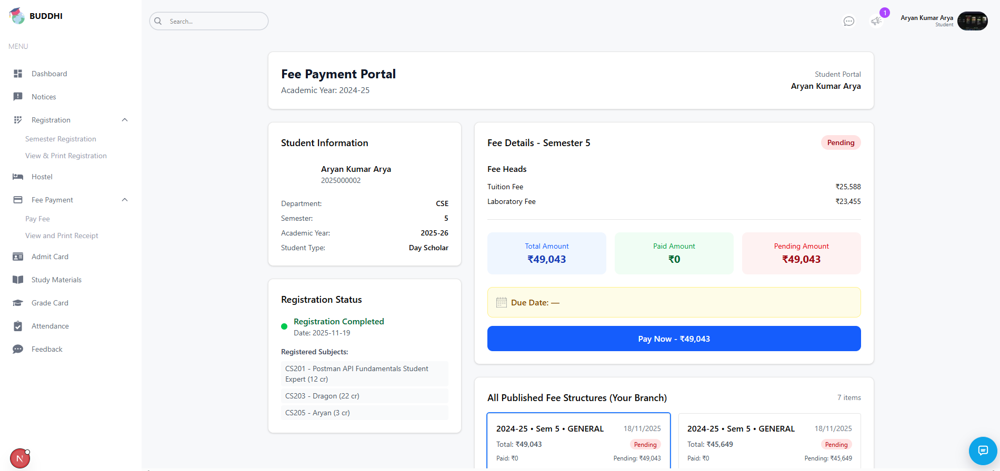 BUDDHI
MENU
Dashboard
Notices
Registration
Semester Registration
View & Print Registration
Hostel
Fee Payment
Pay Fee
View and Print Receipt
Admit Card
Study Materials
Grade Card
Attendance
Feedback
N
Search...
1
Aryan Kumar Arya
Student
Fee Payment Portal
Academic Year: 2024-25
Student Portal
Aryan Kumar Arya
Student Information
Aryan Kumar Arya
2025000002
Department: CSE
Semester: 5
Academic Year: 2025-26
Student Type: Day Scholar
Registration Status
Registration Completed
Date: 2025-11-19
Registered Subjects:
CS201 - Postman API Fundamentals Student
Expert (12 cr)
CS203 - Dragon (22 cr)
CS205 - Aryan (3 cr)
Fee Details - Semester 5 Pending
Fee Heads
Tuition Fee ₹25,588
Laboratory Fee ₹23,455
Total Amount
₹49,043
Paid Amount
₹0
Pending Amount
₹49,043
Due Date: —
Pay Now - ₹49,043
All Published Fee Structures (Your Branch) 7 items
2024-25 • Sem 5 • GENERAL 18/11/2025
Total: ₹49,043 Pending
Paid: ₹0 Pending: ₹49,043
2024-25 • Sem 5 • GENERAL 18/11/2025
Total: ₹45,649 Pending
Paid: ₹0 Pending: ₹45,649